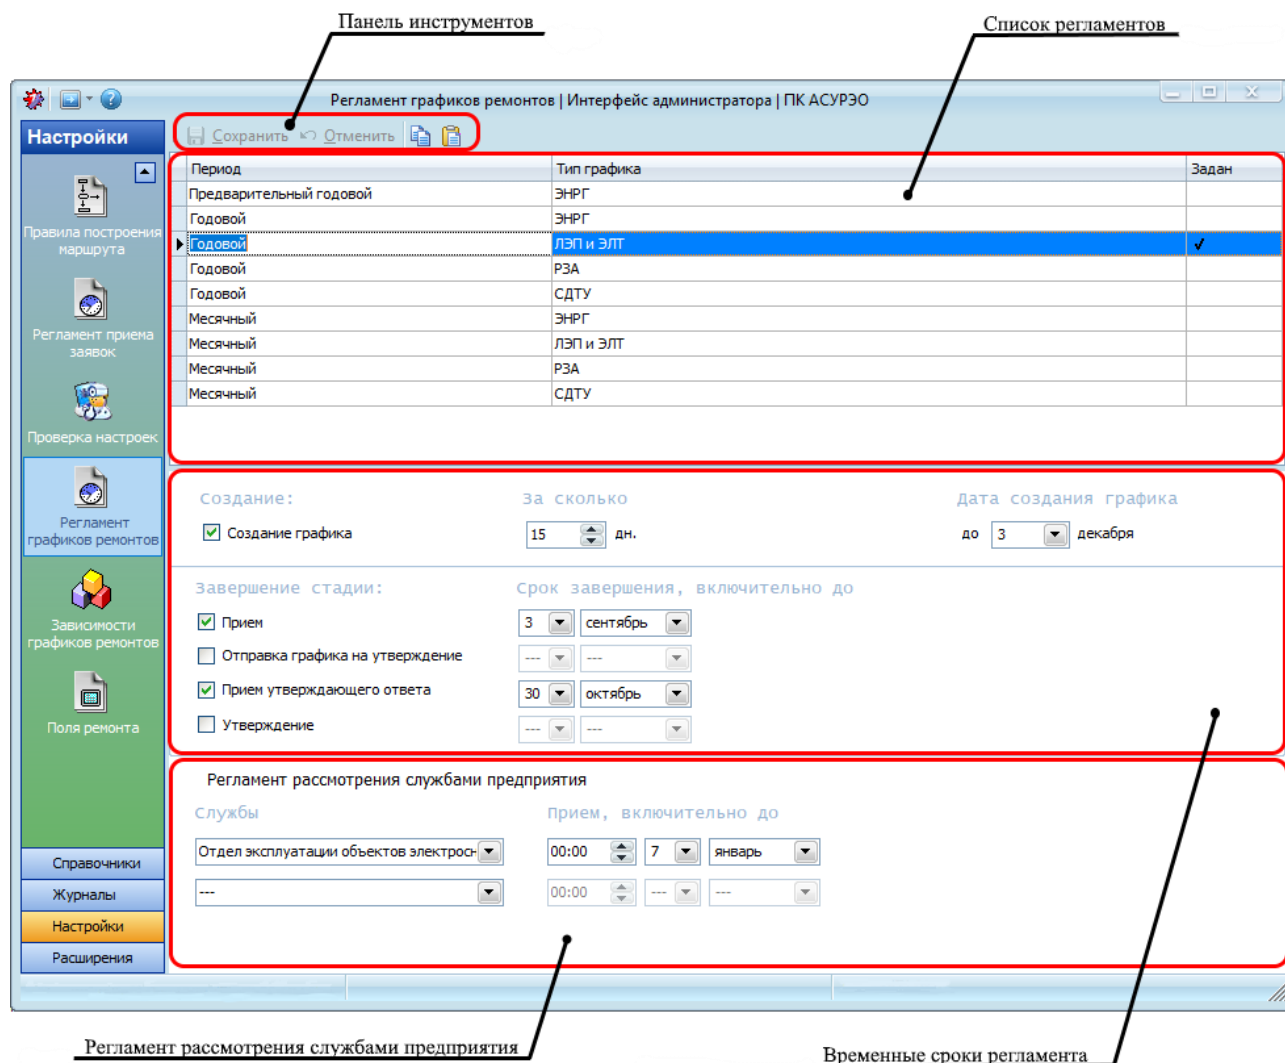 Панель инструментов
Список регламентов
Регламент графиков ремонтов | Интерфейс администратора | ПК АСУРЭО
Настройки
Сохранить Отменить
Правила построения маршрута
Регламент приема заявок
Проверка настроек
Регламент графиков ремонтов
Зависимости графиков ремонтов
Поля ремонта
Справочники
Журналы
Настройки
Расширения
Период Тип графика Задан
Предварительный годовой ЭНРГ
Годовой ЭНРГ
Годовой ЛЭП и ЭЛТ ✓
Годовой РЗА
Годовой СДТУ
Месячный ЭНРГ
Месячный ЛЭП и ЭЛТ
Месячный РЗА
Месячный СДТУ
Создание: За сколько Дата создания графика
Создание графика 15 дн. до 3 декабря
Завершение стадии: Срок завершения, включительно до
Прием 3 сентябрь
Отправка графика на утверждение --- ---
Прием утверждающего ответа 30 октябрь
Утверждение --- ---
Регламент рассмотрения службами предприятия
Службы Прием, включительно до
Отдел эксплуатации объектов электросн 00:00 7 январь
--- 00:00 --- ---
Регламент рассмотрения службами предприятия
Временные сроки регламента